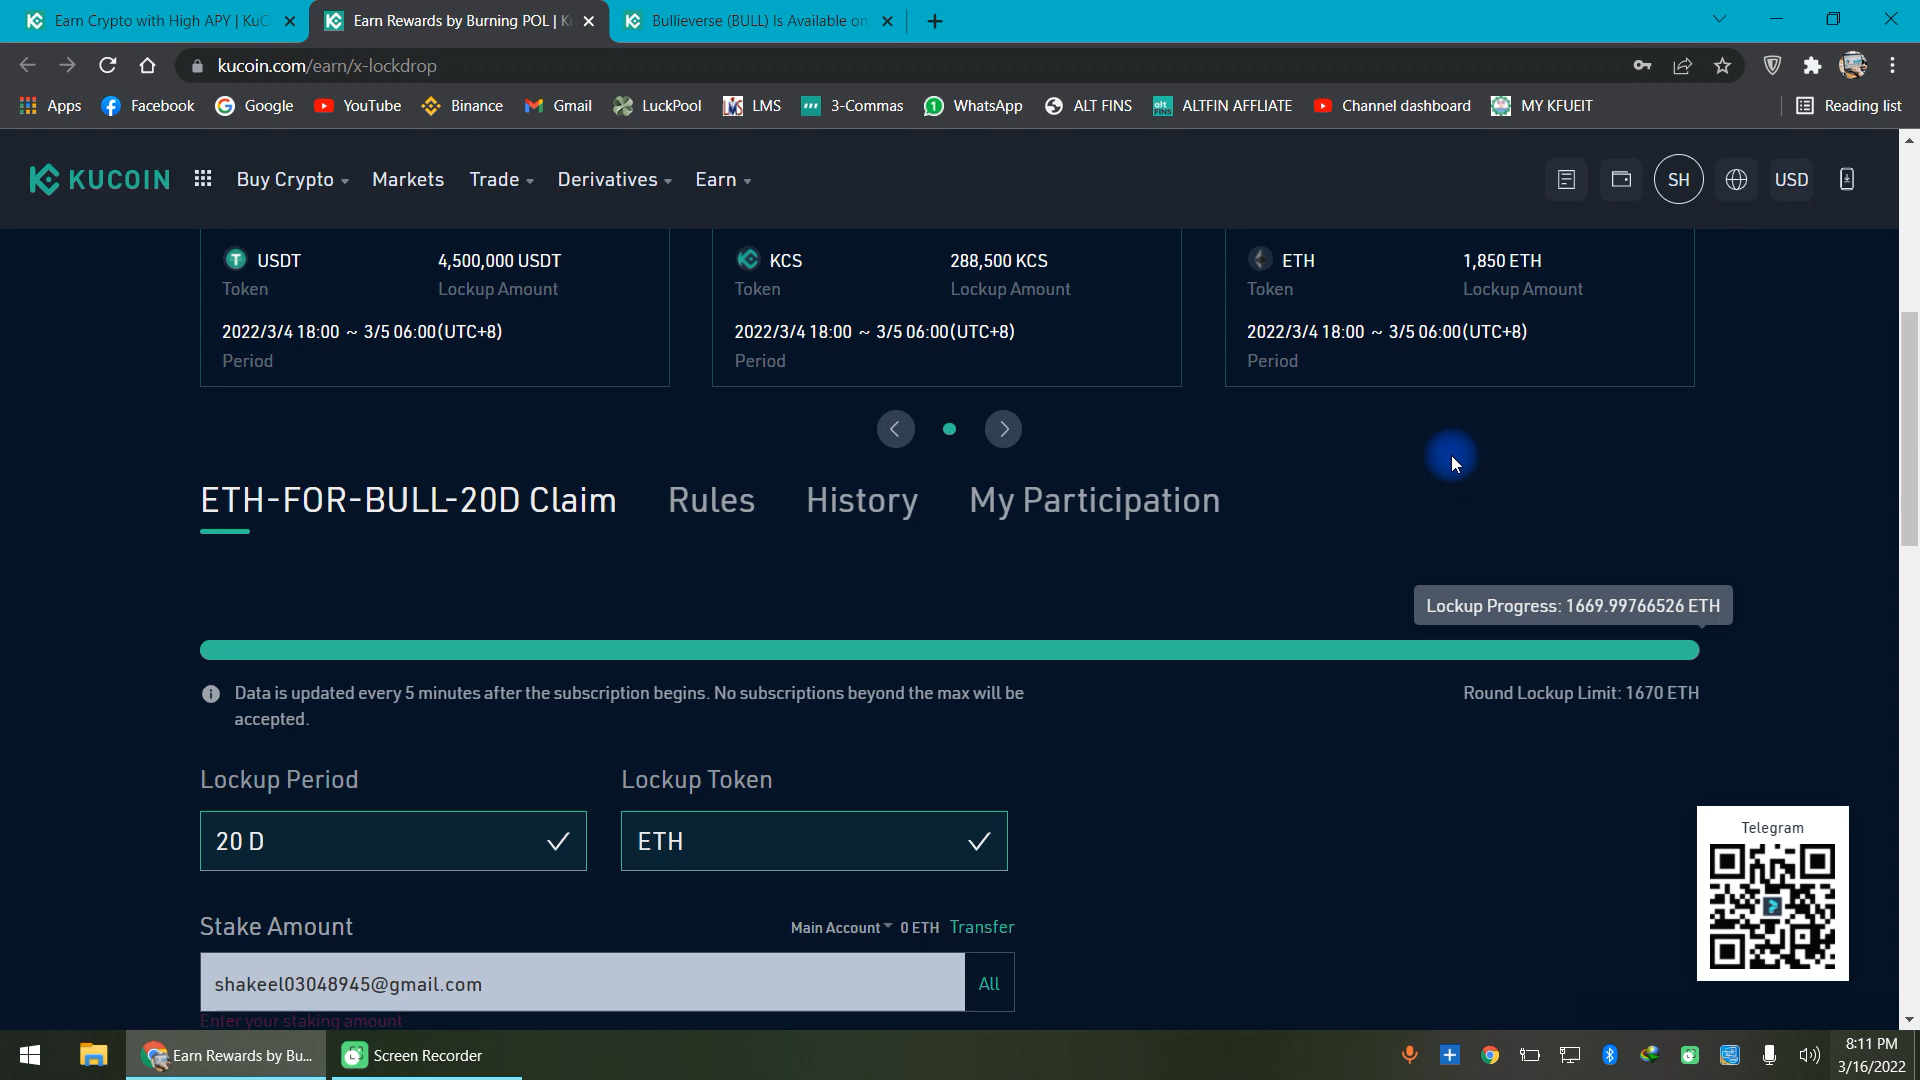 Earn Crypto with High APY | KuC
Earn Rewards by Burning POL | K
Bullieverse (BULL) Is Available on
kucoin.com/earn/x-lockdrop
Apps Facebook Google YouTube Binance Gmail LuckPool LMS 3-Commas WhatsApp ALT FINS ALTFIN AFFLIATE Channel dashboard MY KFUEIT Reading list
KUCOIN Buy Crypto Markets Trade Derivatives Earn SH USD
USDT 4,500,000 USDT
Token Lockup Amount
2022/3/4 18:00 ~ 3/5 06:00(UTC+8)
Period
KCS 288,500 KCS
Token Lockup Amount
2022/3/4 18:00 ~ 3/5 06:00(UTC+8)
Period
ETH 1,850 ETH
Token Lockup Amount
2022/3/4 18:00 ~ 3/5 06:00(UTC+8)
Period
ETH-FOR-BULL-20D Claim Rules History My Participation
Lockup Progress: 1669.99766526 ETH
Data is updated every 5 minutes after the subscription begins. No subscriptions beyond the max will be
accepted.
Round Lockup Limit: 1670 ETH
Lockup Period Lockup Token
20 D ETH
Stake Amount Main Account 0 ETH Transfer
shakeel03048945@gmail.com All
Enter your staking amount
Telegram
Earn Rewards by Bu... Screen Recorder
8:11 PM
3/16/2022